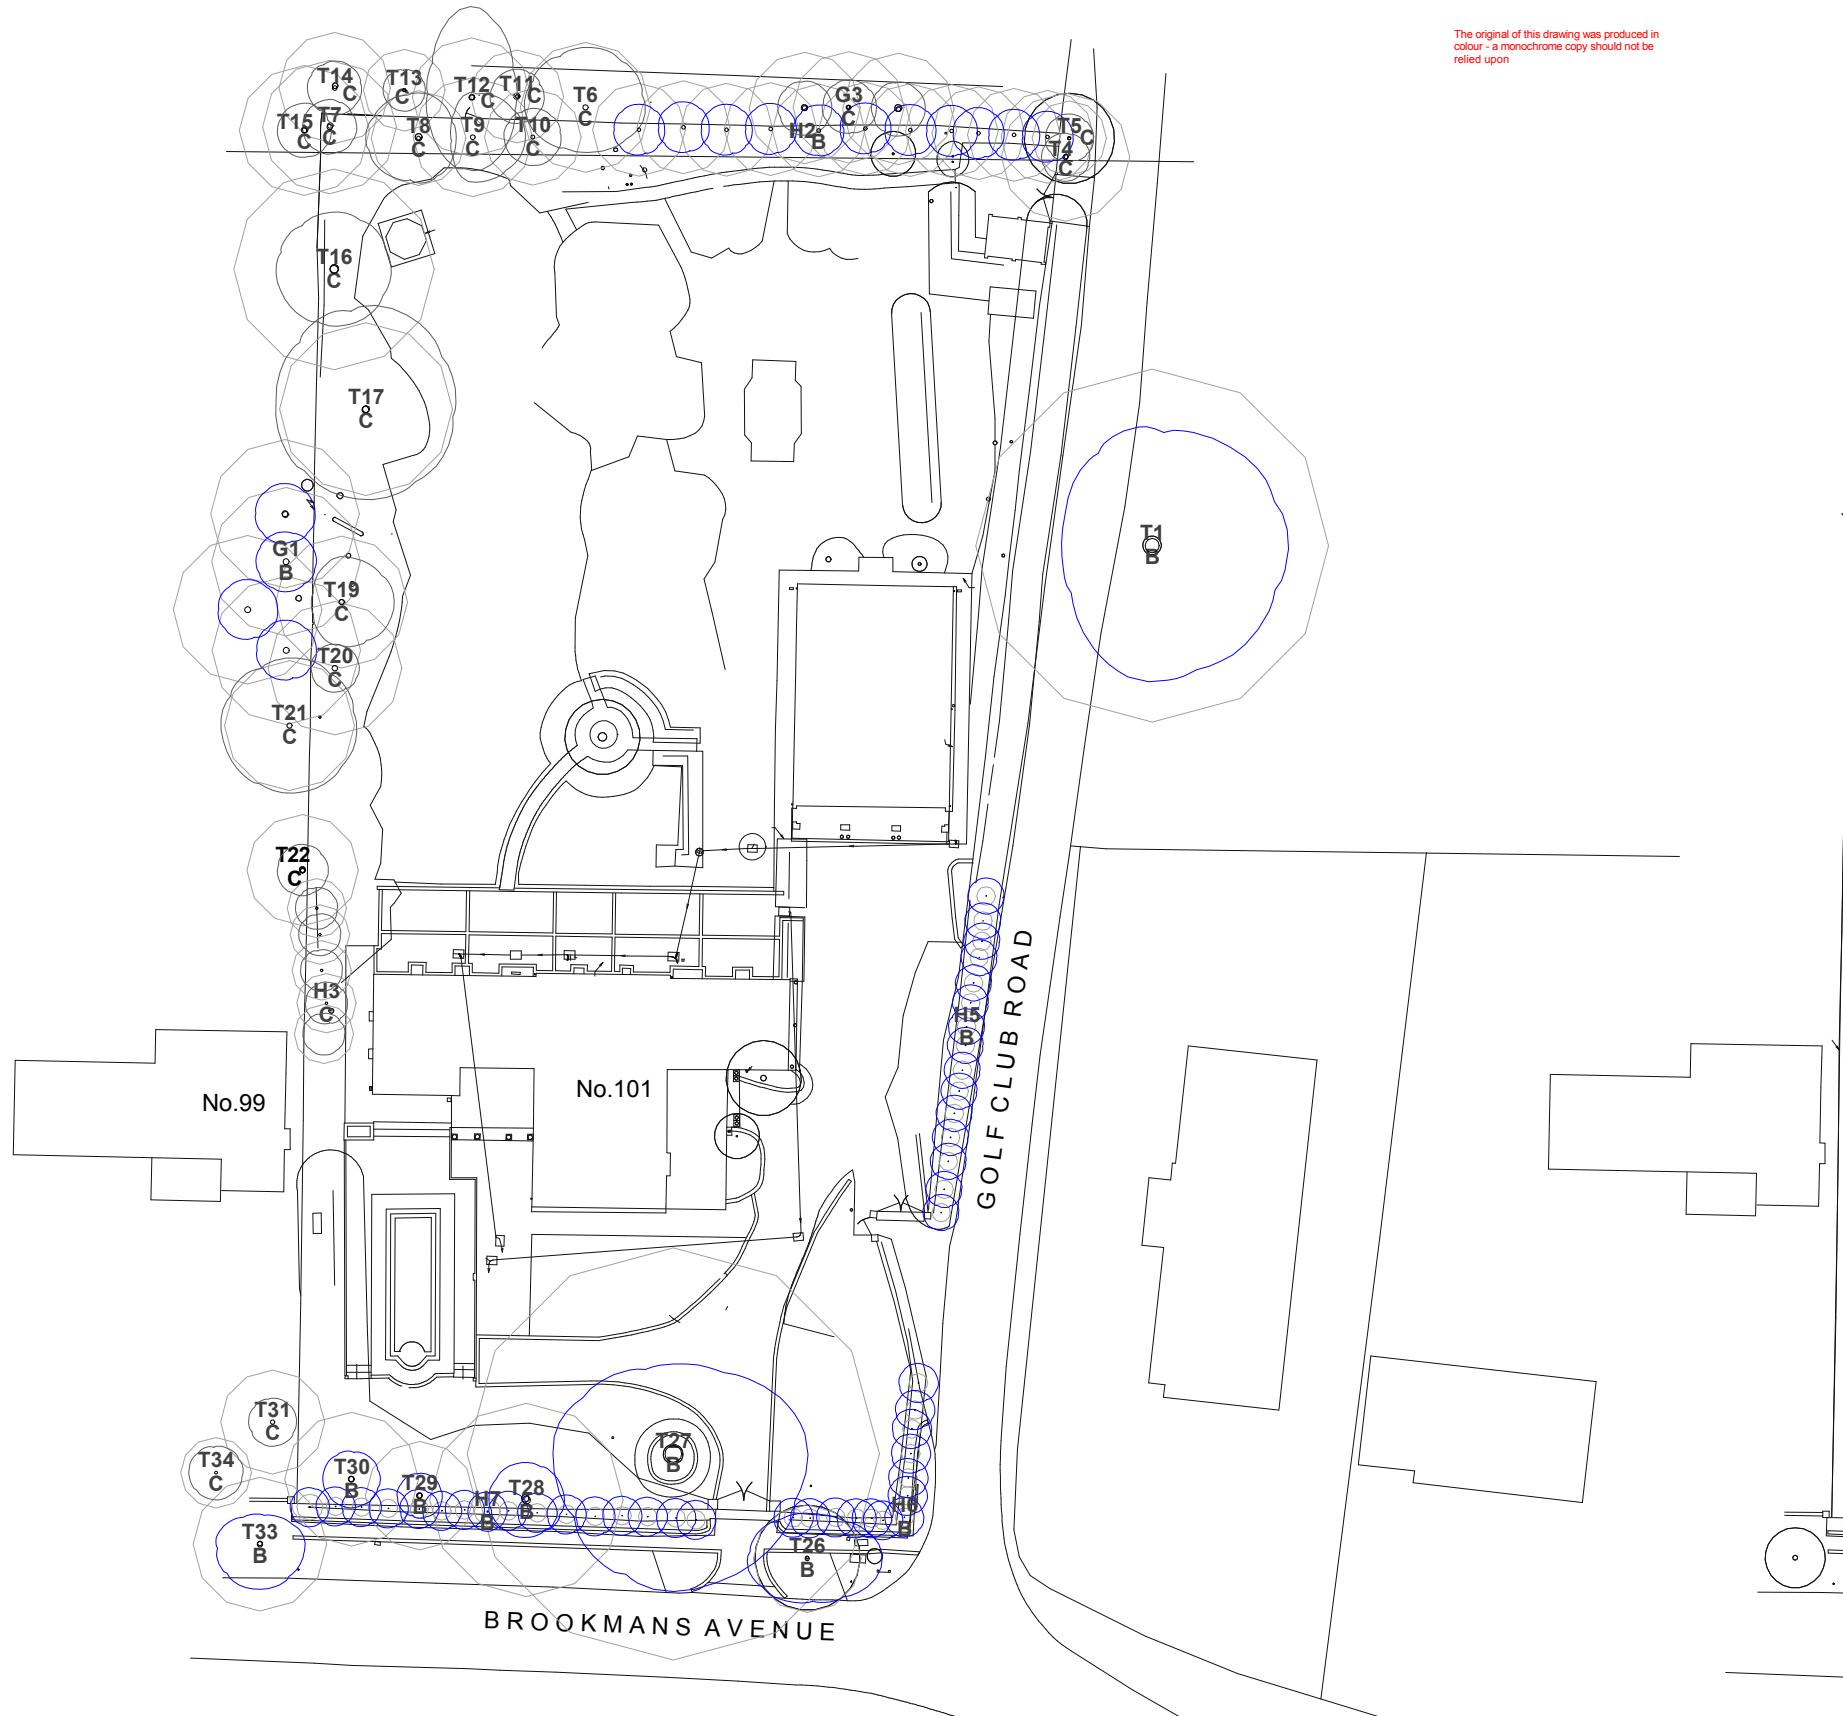 The original of this drawing was produced in
colour - a monochrome copy should not be
relied upon
T14
C
T13
C
T12
C
T11
C
T6
C
G3
C
T15
C
T7
C
T8
C
T9
C
T10
C
H2
B
T5
C
T4
C
T16
C
T17
C
T1
B
G1
B
T19
C
T20
C
T21
C
T22
C
H3
C
H5
B
GOLF CLUB ROAD
No.99
No.101
T31
C
T34
C
T30
B
T29
B
H7
B
T28
B
T27
B
H6
B
T33
B
T26
B
BROOKMANS AVENUE